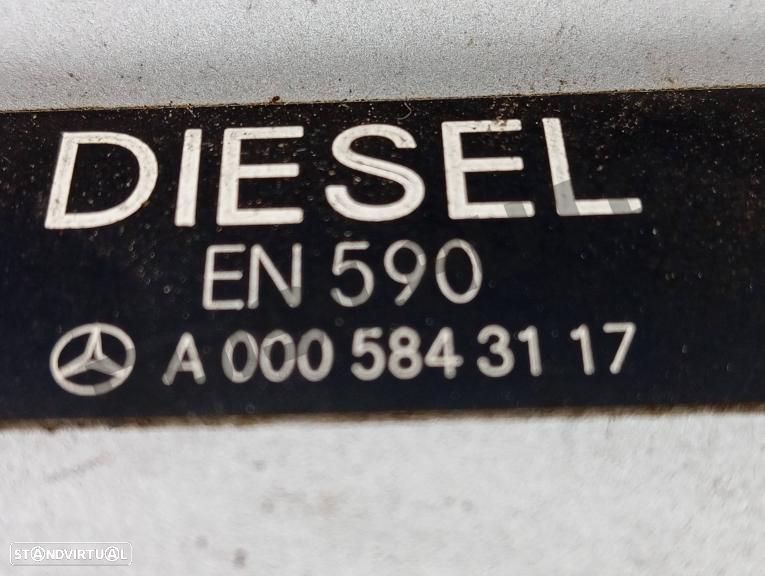 DIESEL
EN 590
A 000 584 31 17
STANDVIRTUAL